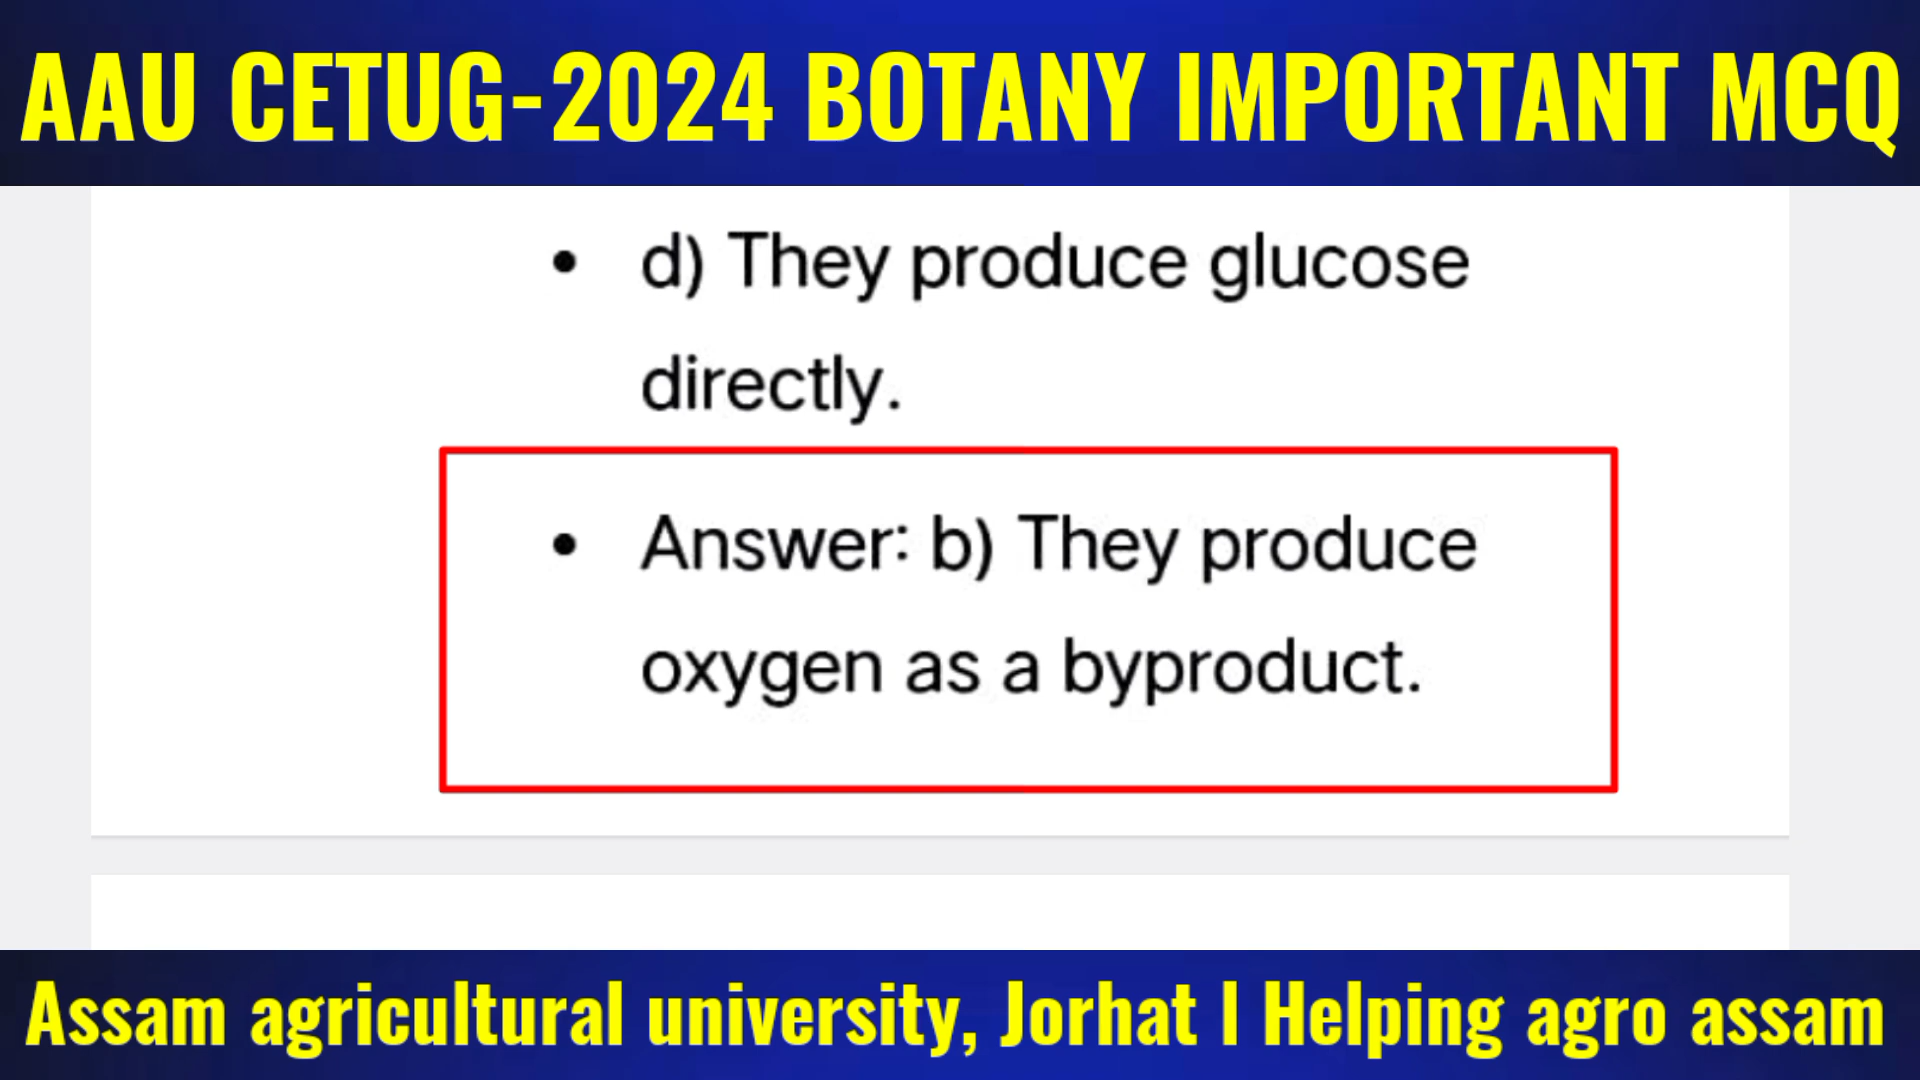 AAU CETUG-2024 BOTANY IMPORTANT MCQ
• d) They produce glucose
directly.
• Answer: b) They produce
oxygen as a byproduct.
Assam agricultural university, Jorhat I Helping agro assam